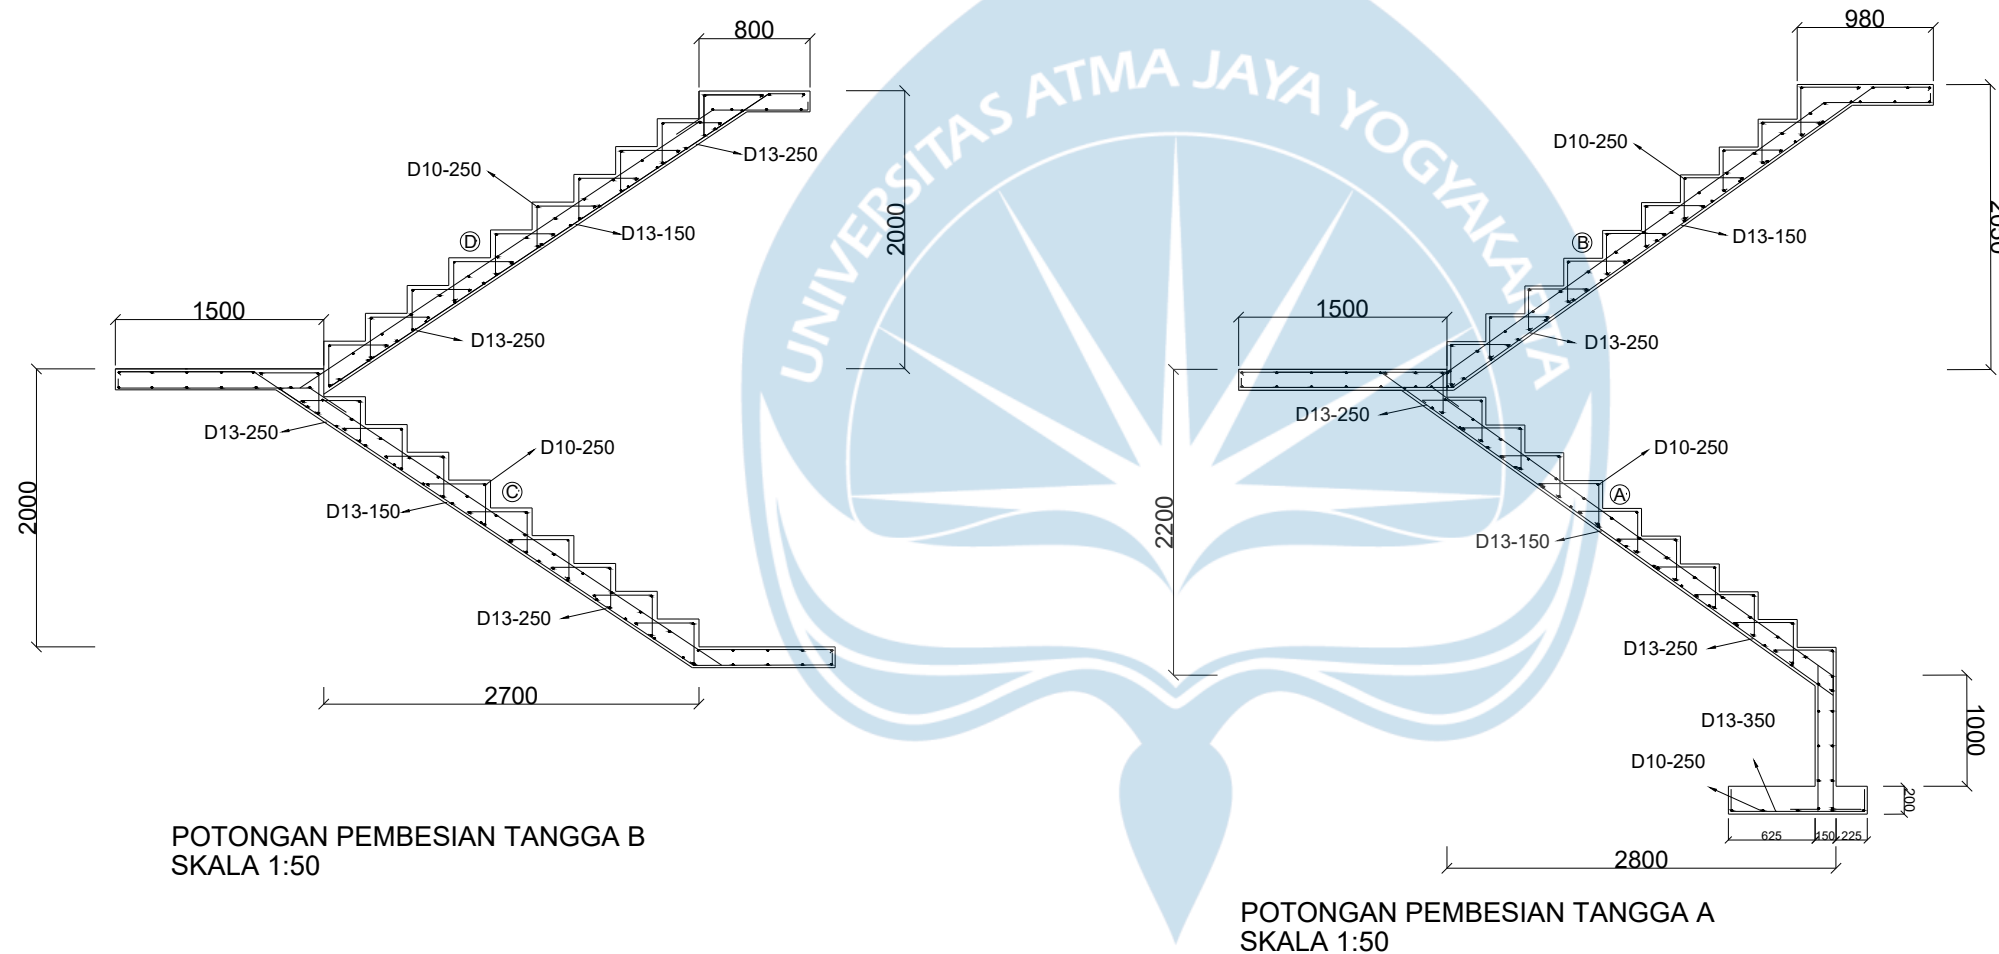 800
D10-250
D13-250
D
D13-150
2000
1500
D13-250
D13-250
D10-250
C
D13-150
2000
D13-250
2700
POTONGAN PEMBESIAN TANGGA B
SKALA 1:50
UNIVERSITAS ATMA JAYA YOGYAKARTA
980
D10-250
B
D13-150
1500
D13-250
D13-250
D10-250
A
2200
D13-150
D13-250
D13-350
1000
D10-250
200
625
150
225
2800
POTONGAN PEMBESIAN TANGGA A
SKALA 1:50